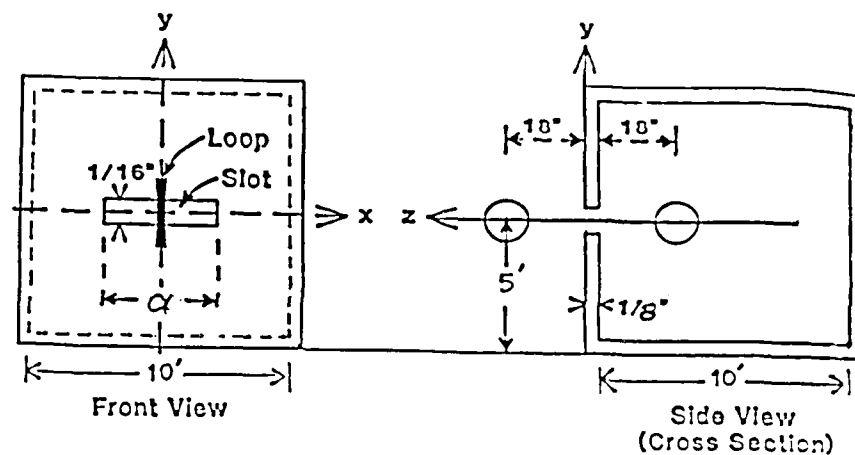 y
Loop
1/16"
Slot
x
α
10'
Front View
y
18"
18"
z
5'
1/8"
10'
Side View
(Cross Section)